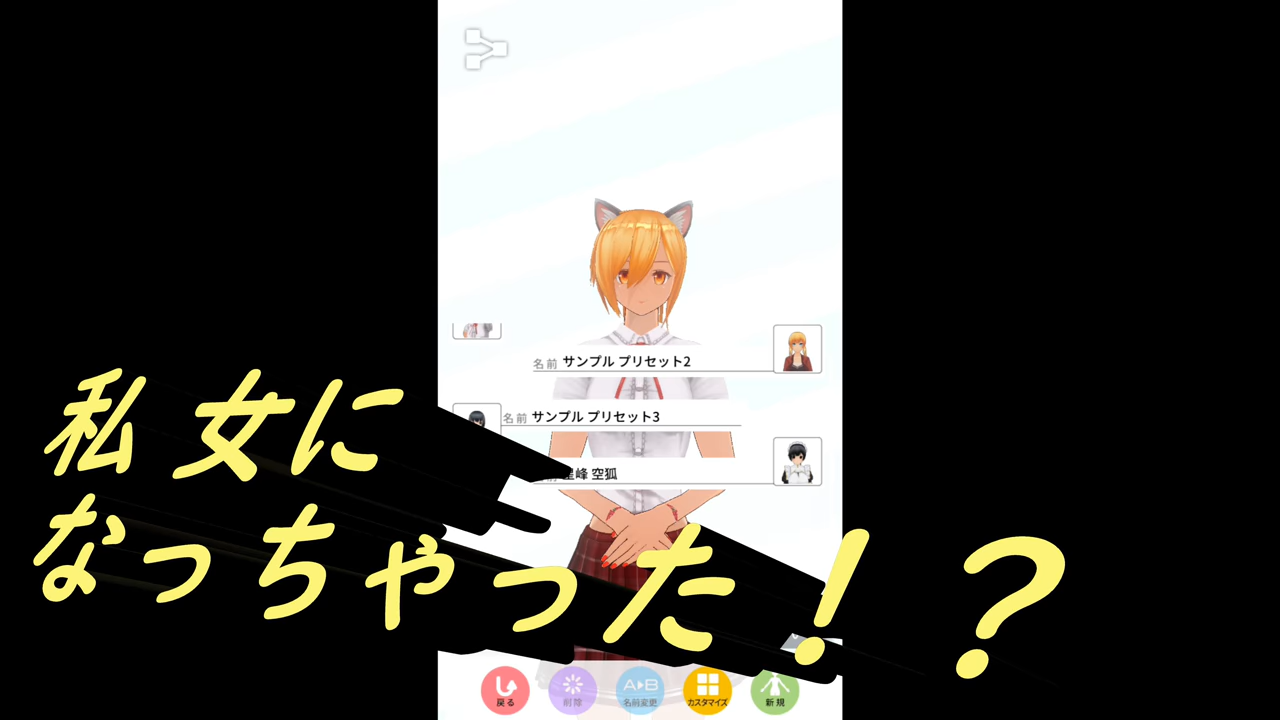 名前 サンプル プリセット2
名前 サンプル プリセット3
峰 空狐
私 女に
なっちゃった！？
戻る
削除
A▶B
名前変更
カスタマイズ
新規